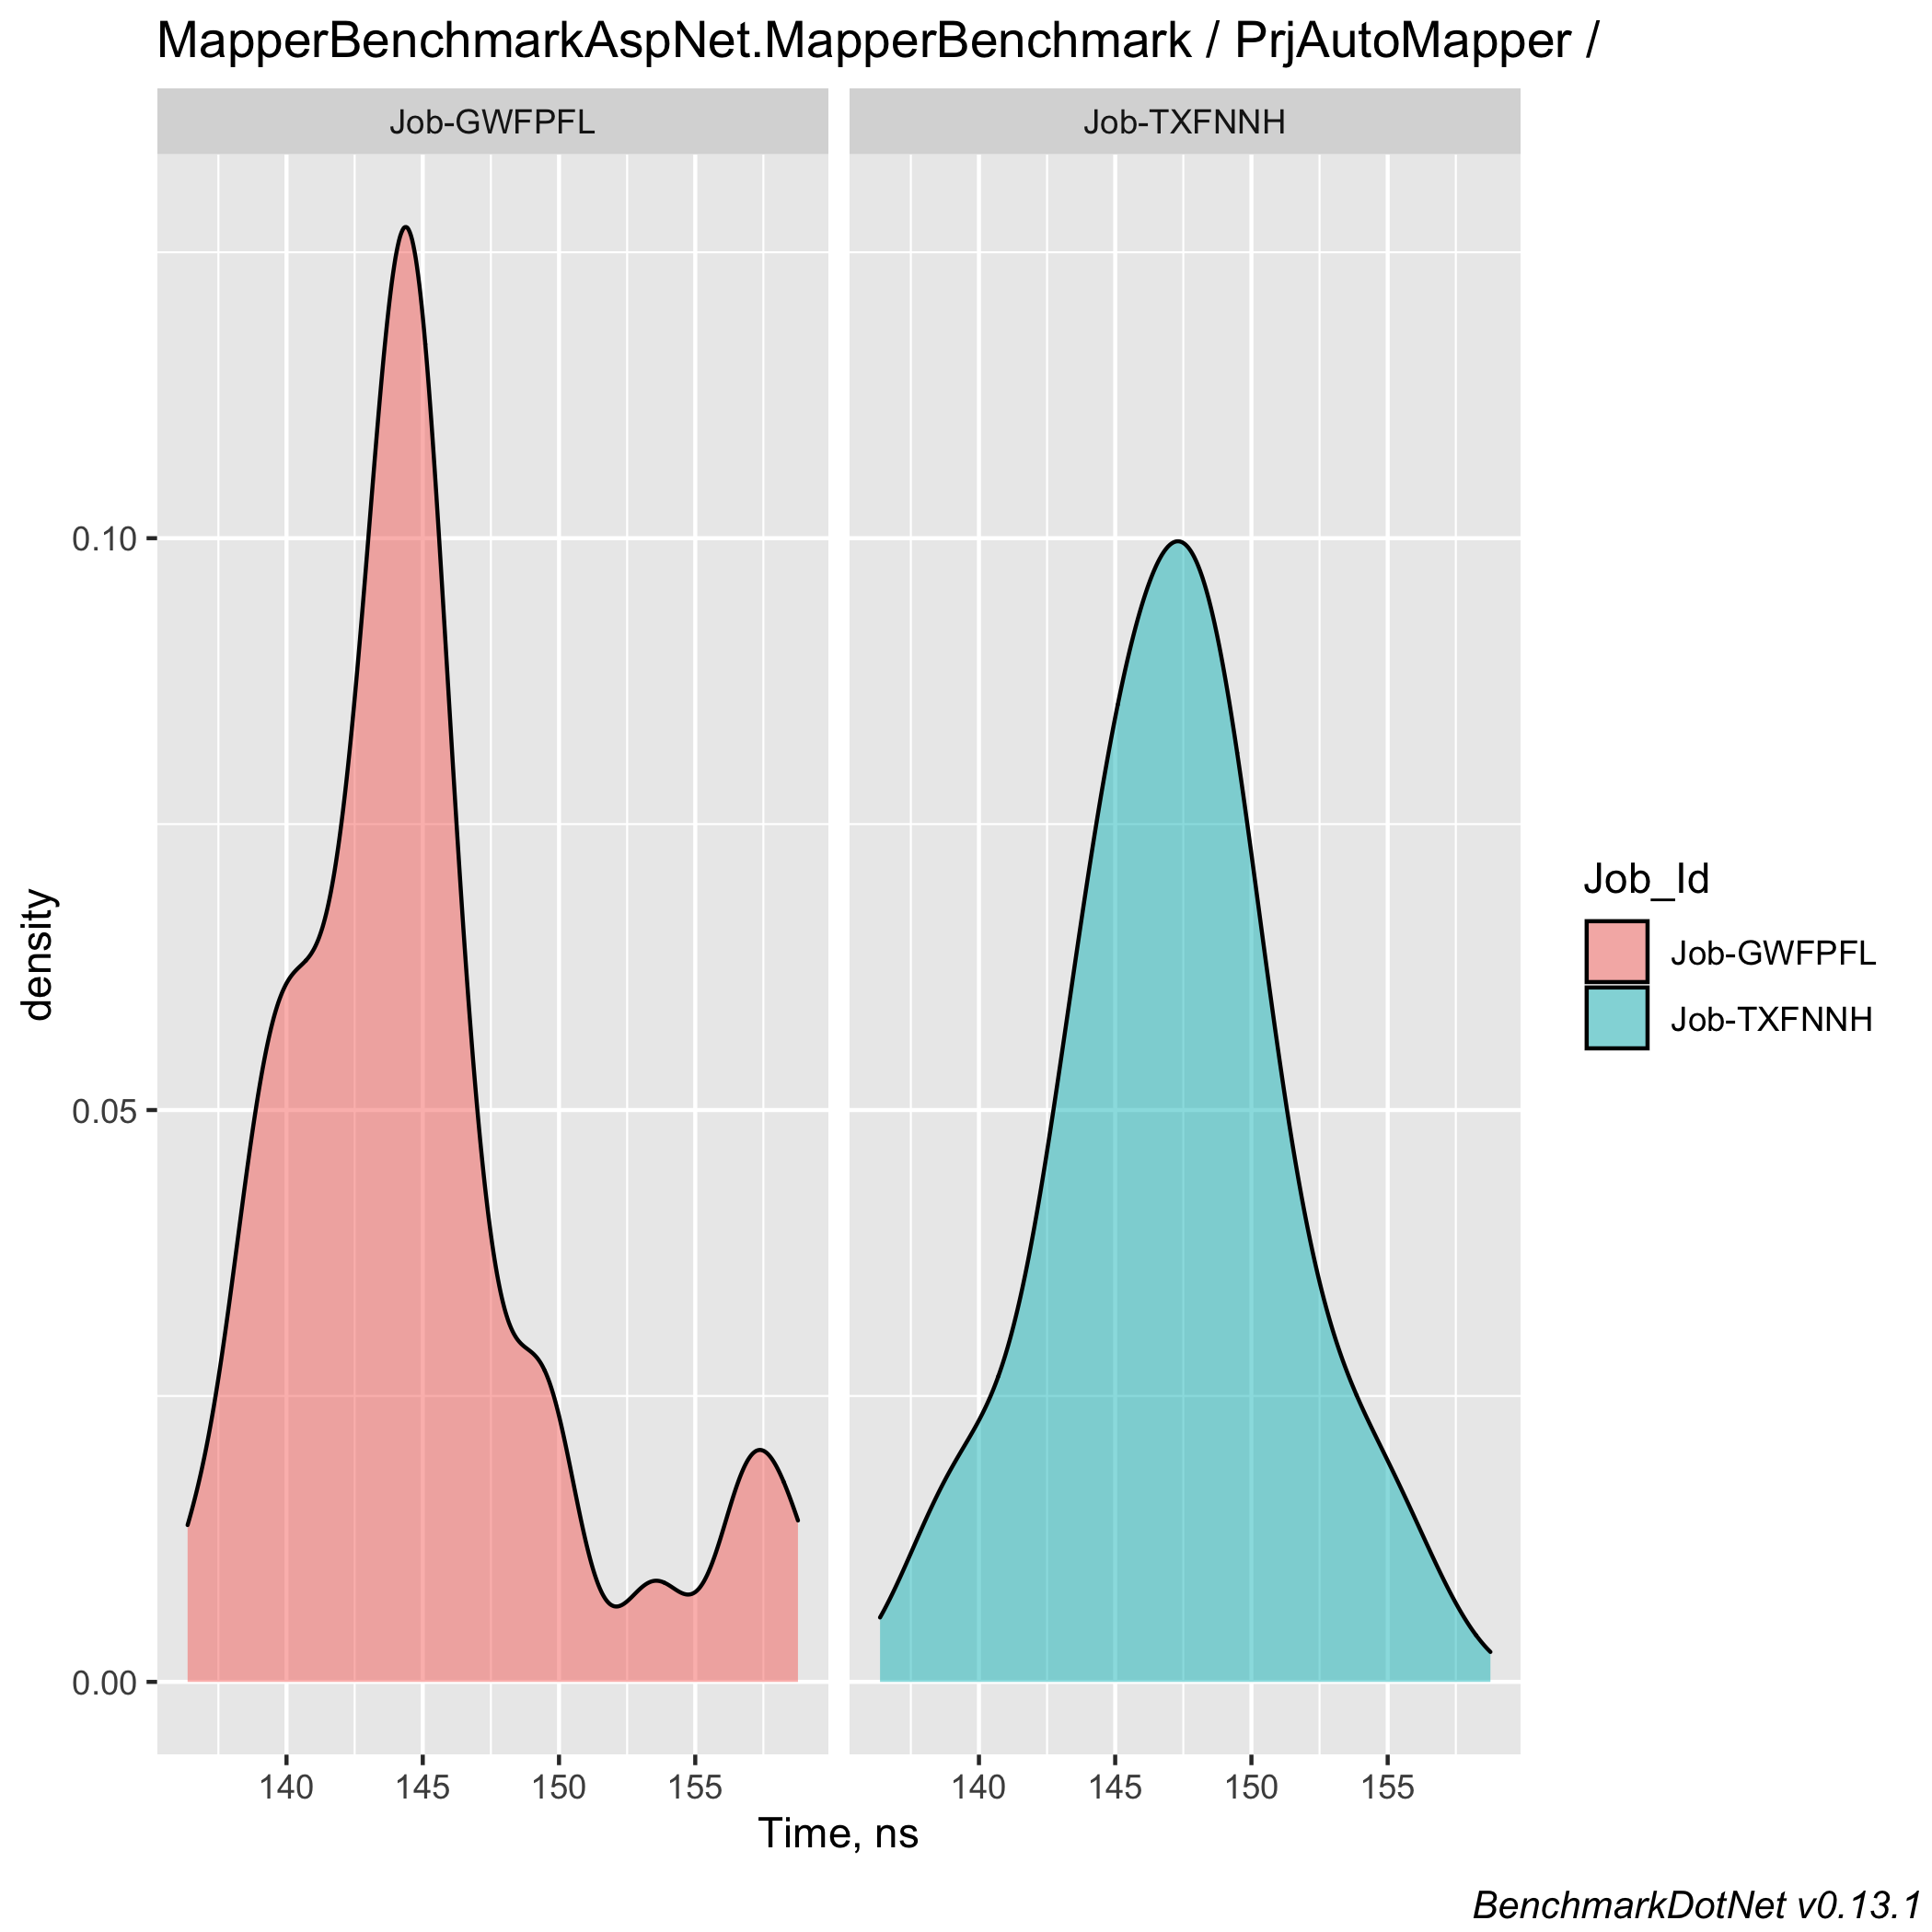 MapperBenchmarkAspNet.MapperBenchmark / PrjAutoMapper /
Job-GWFPFL
Job-TXFNNH
density
0.10
0.05
0.00
140 145 150 155
140 145 150 155
Time, ns
Job_Id
Job-GWFPFL
Job-TXFNNH
BenchmarkDotNet v0.13.1